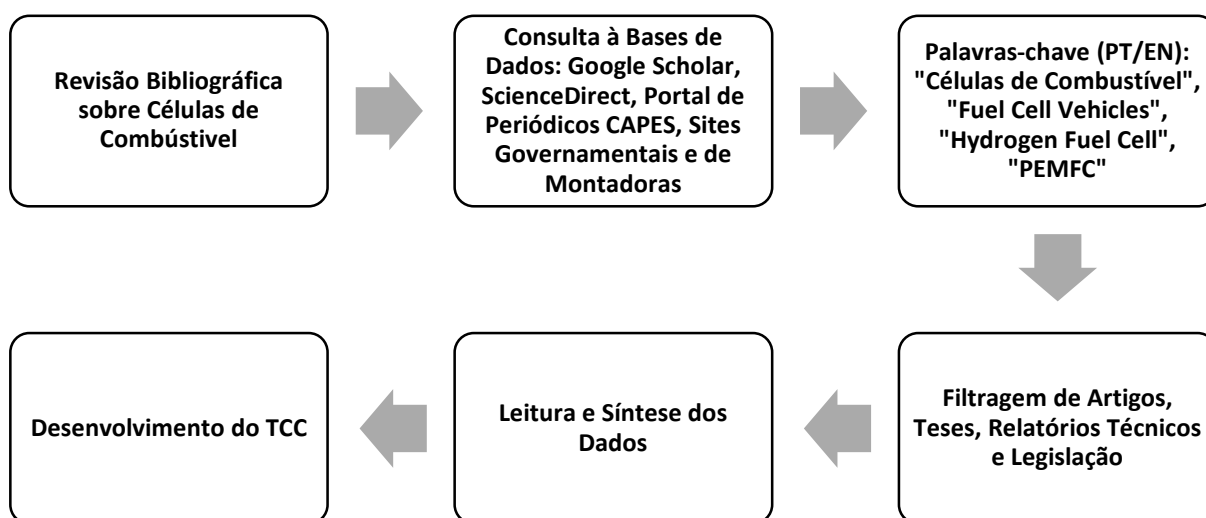 Revisão Bibliográfica
sobre Células de
Combústivel
Consulta à Bases de
Dados: Google Scholar,
ScienceDirect, Portal de
Periódicos CAPES, Sites
Governamentais e de
Montadoras
Palavras-chave (PT/EN):
"Células de Combustível",
"Fuel Cell Vehicles",
"Hydrogen Fuel Cell",
"PEMFC"
Filtragem de Artigos,
Teses, Relatórios Técnicos
e Legislação
Leitura e Síntese dos
Dados
Desenvolvimento do TCC